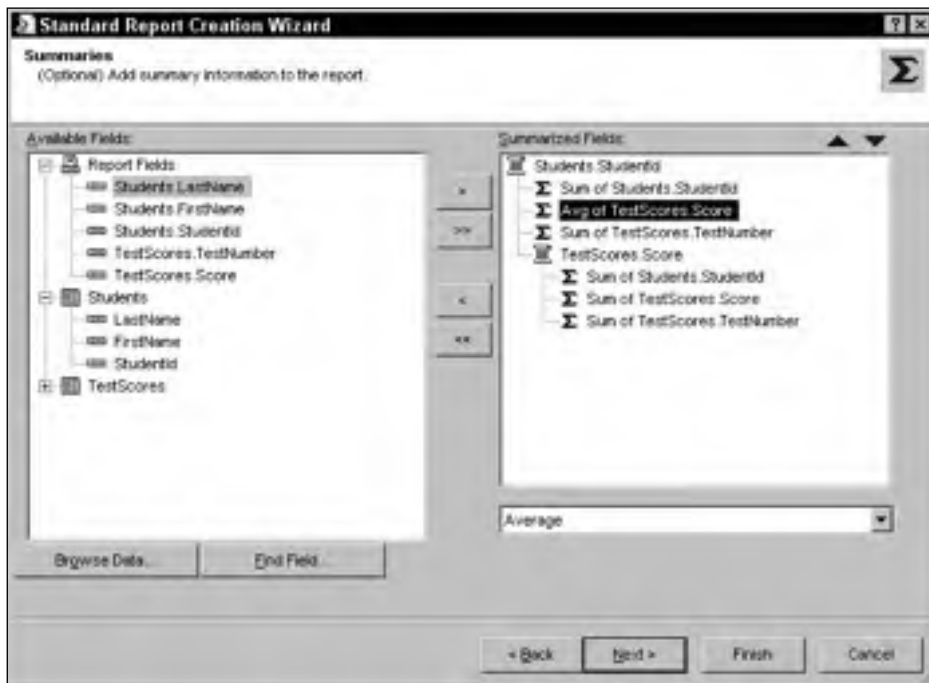 Standard Report Creation Wizard
Summaries
(Optional) Add summary information to the report.
Available Fields:
Report Fields
Students.LastName
Students.FirstName
Students.StudentId
TestScores.TestNumber
TestScores.Score
Students
LastName
FirstName
StudentId
TestScores
>
>>
<
<<
Browse Data...
Find Field...
Summarized Fields:
Students.StudentId
Sum of Students.StudentId
Avg of TestScores.Score
Sum of TestScores.TestNumber
TestScores.Score
Sum of Students.StudentId
Sum of TestScores.Score
Sum of TestScores.TestNumber
Average
< Back
Next >
Finish
Cancel